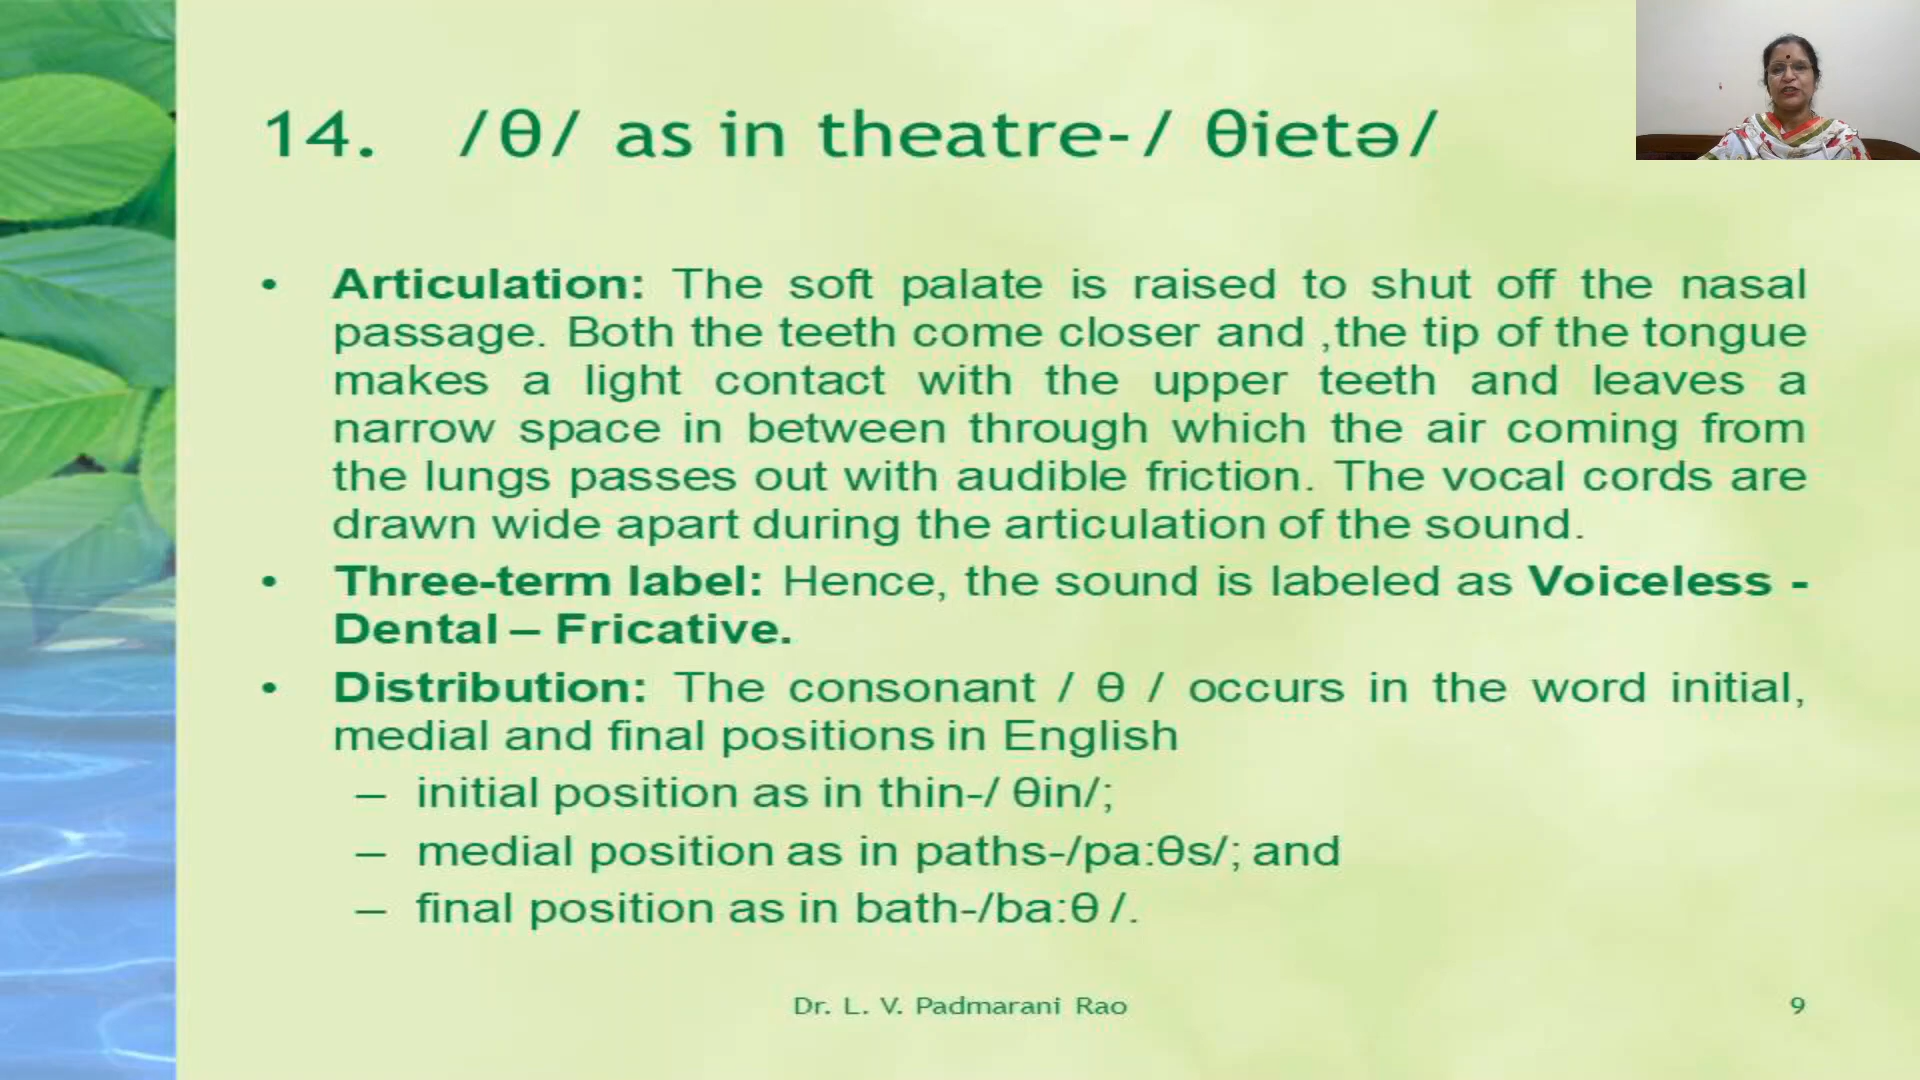 14. /θ/ as in theatre-/ θietə/
• Articulation: The soft palate is raised to shut off the nasal
passage. Both the teeth come closer and ,the tip of the tongue
makes a light contact with the upper teeth and leaves a
narrow space in between through which the air coming from
the lungs passes out with audible friction. The vocal cords are
drawn wide apart during the articulation of the sound.
• Three-term label: Hence, the sound is labeled as Voiceless -
Dental – Fricative.
• Distribution: The consonant / θ / occurs in the word initial,
medial and final positions in English
– initial position as in thin-/ θin/;
– medial position as in paths-/pa:θs/; and
– final position as in bath-/ba:θ /.
Dr. L. V. Padmarani Rao
9